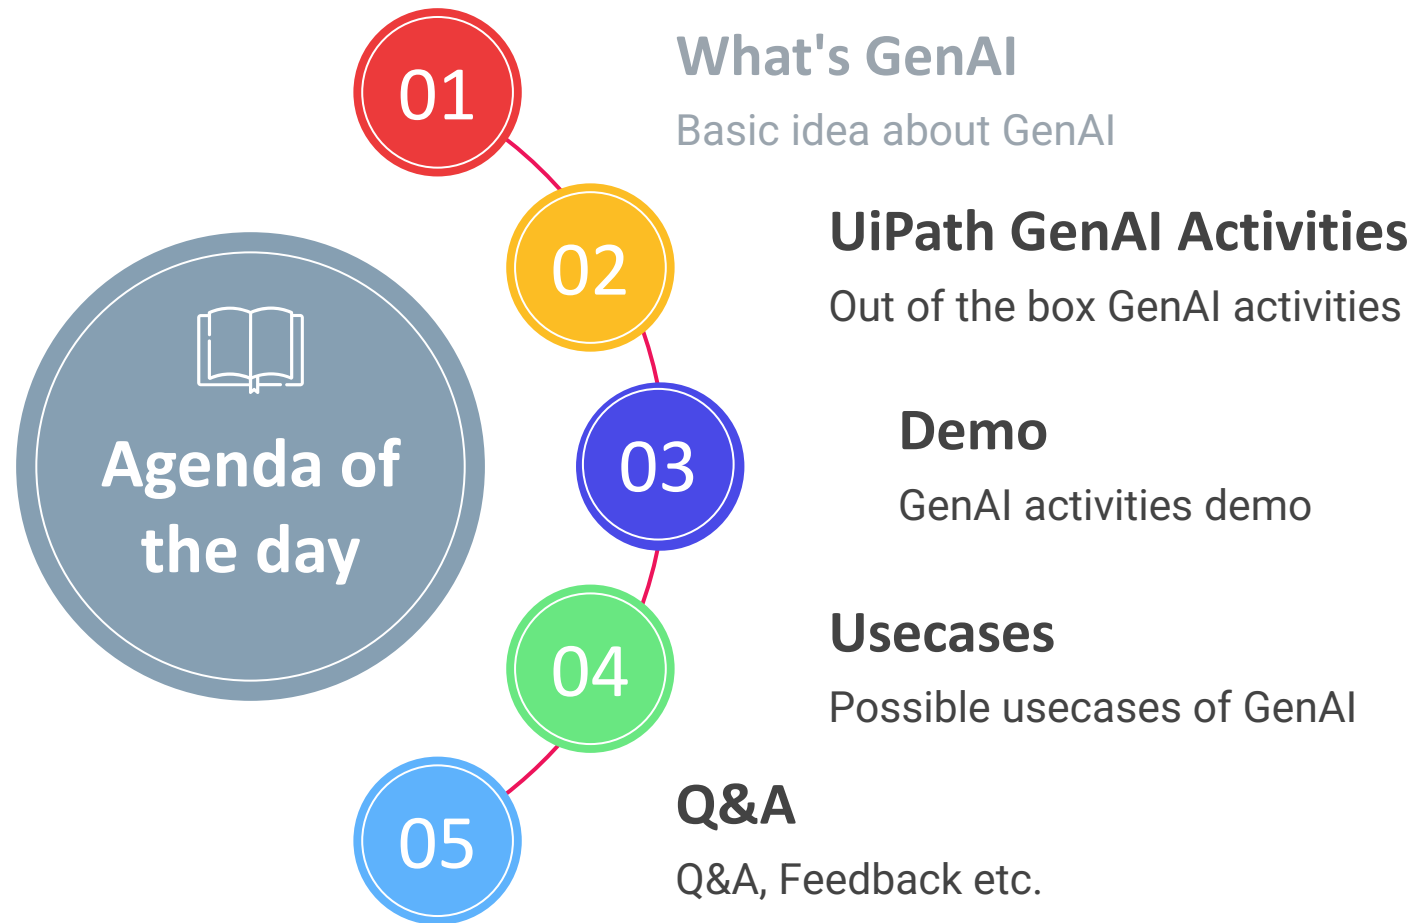 Agenda of
the day
01
What's GenAI
Basic idea about GenAI
02
UiPath GenAI Activities
Out of the box GenAI activities
03
Demo
GenAI activities demo
04
Usecases
Possible usecases of GenAI
05
Q&A
Q&A, Feedback etc.